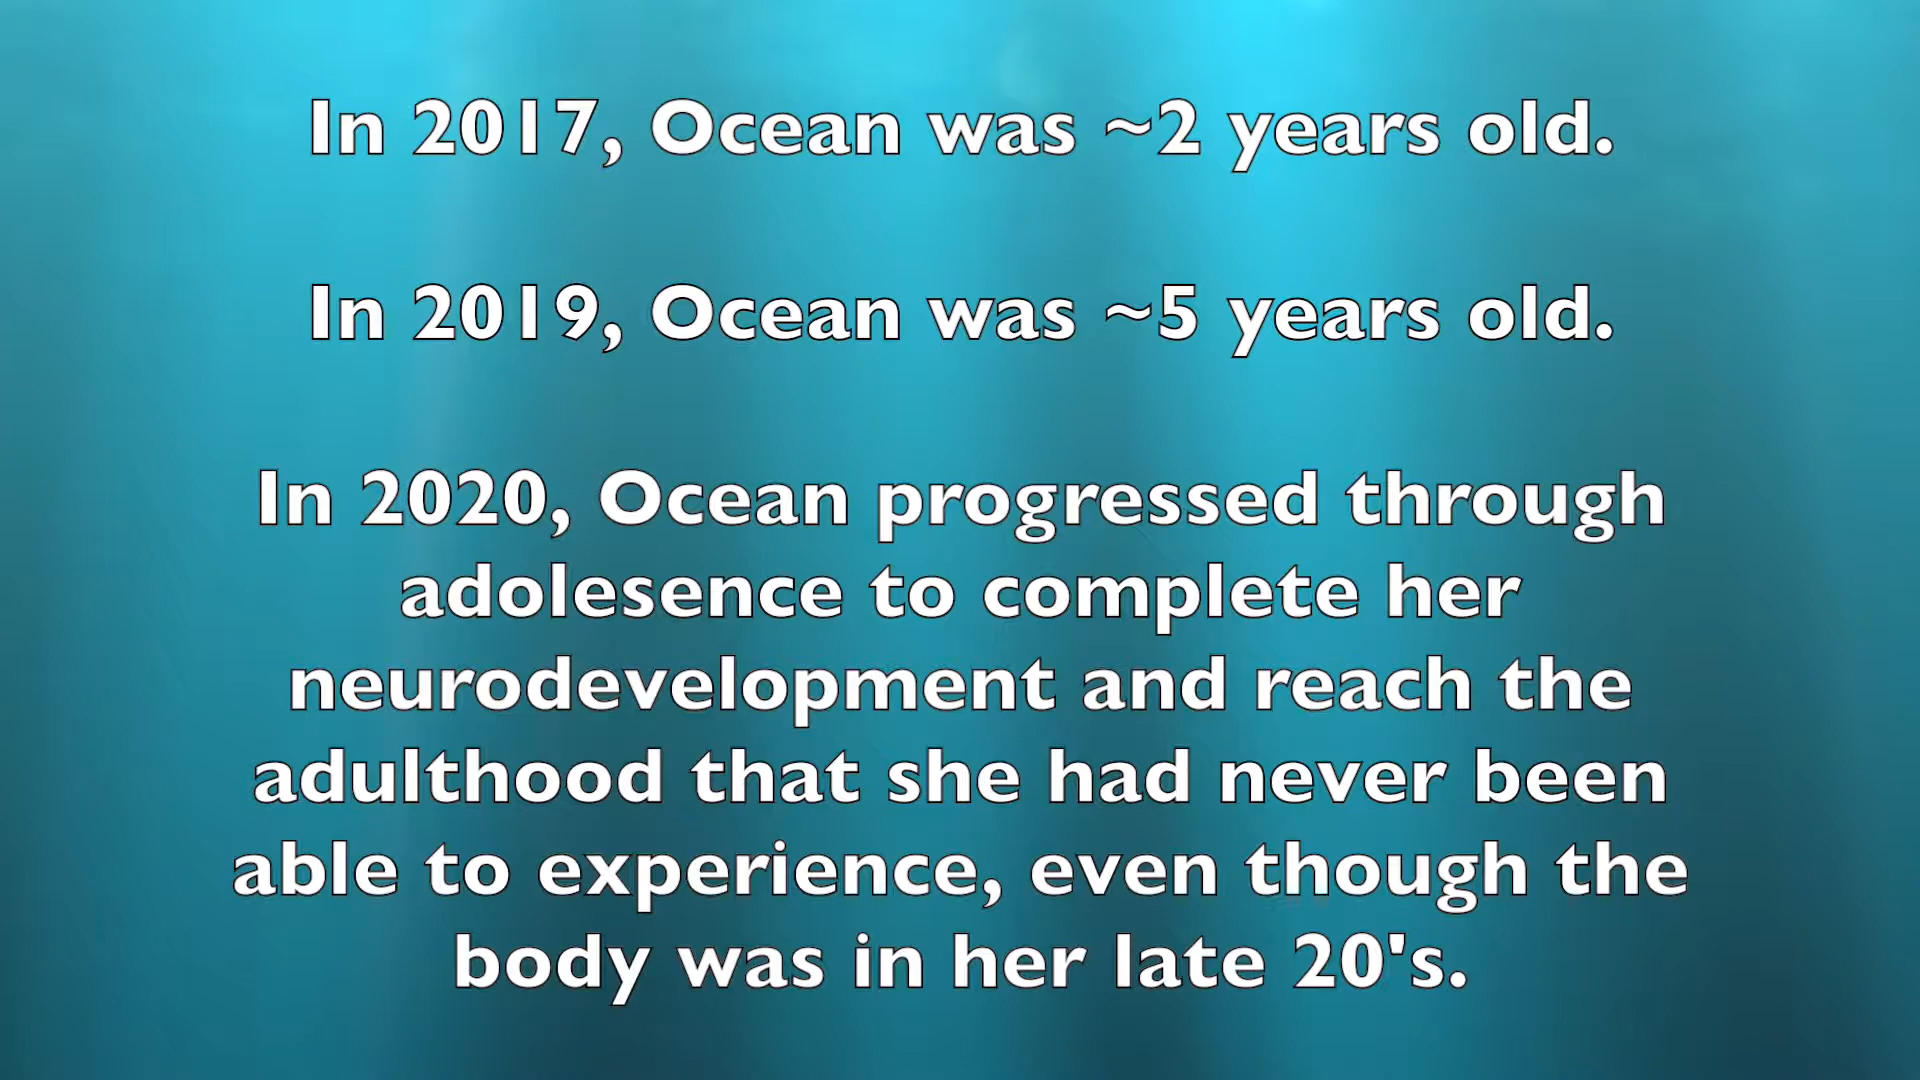 In 2017, Ocean was ~2 years old.
In 2019, Ocean was ~5 years old.
In 2020, Ocean progressed through
adolesence to complete her
neurodevelopment and reach the
adulthood that she had never been
able to experience, even though the
body was in her late 20's.